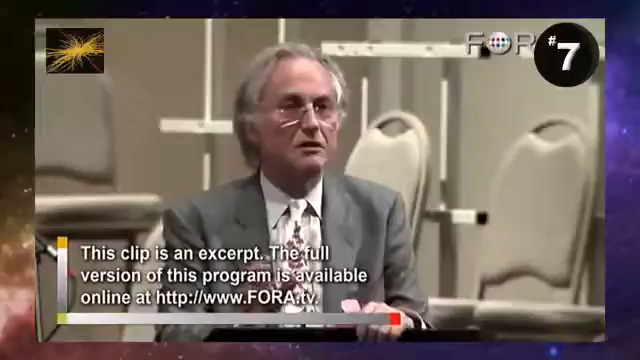 FOR
#7
This clip is an excerpt. The full
version of this program is available
online at http://www.FORA.tv.